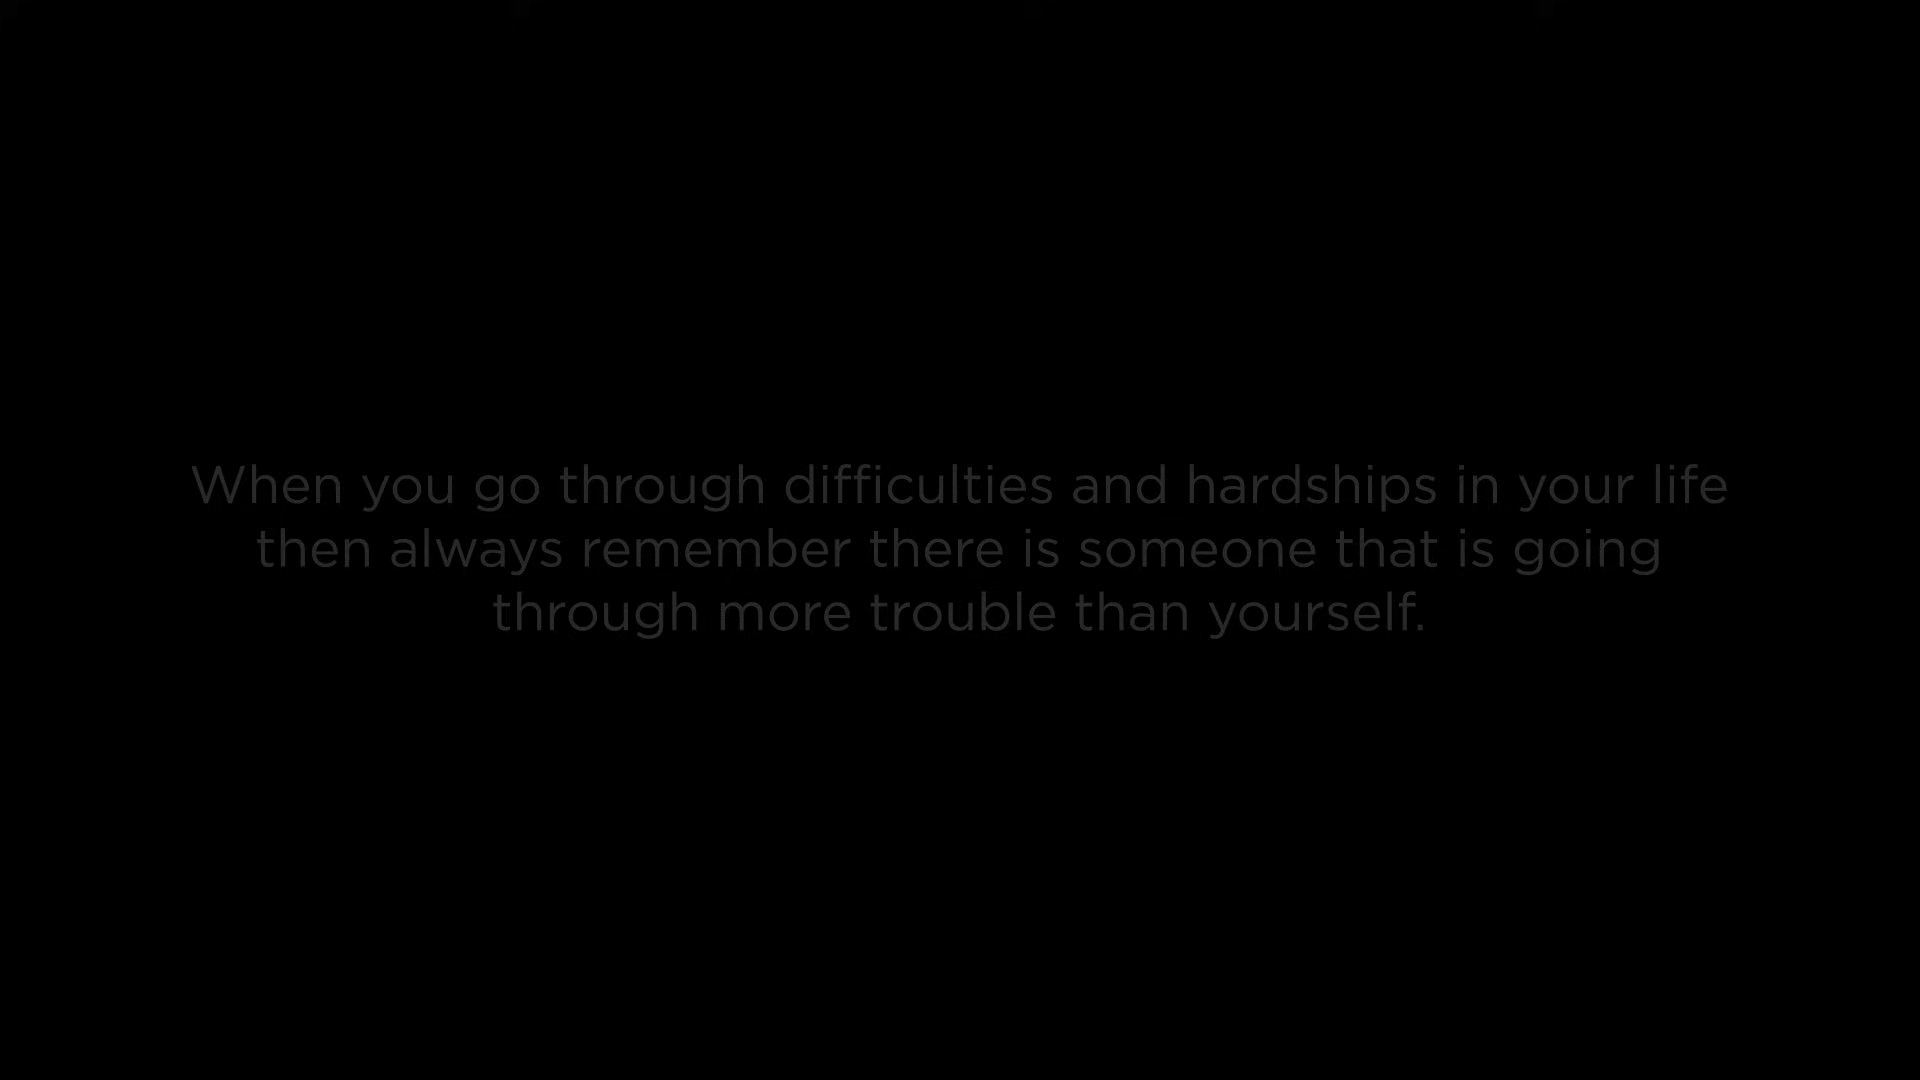 When you go through difficulties and hardships in your life
then always remember there is someone that is going
through more trouble than yourself.